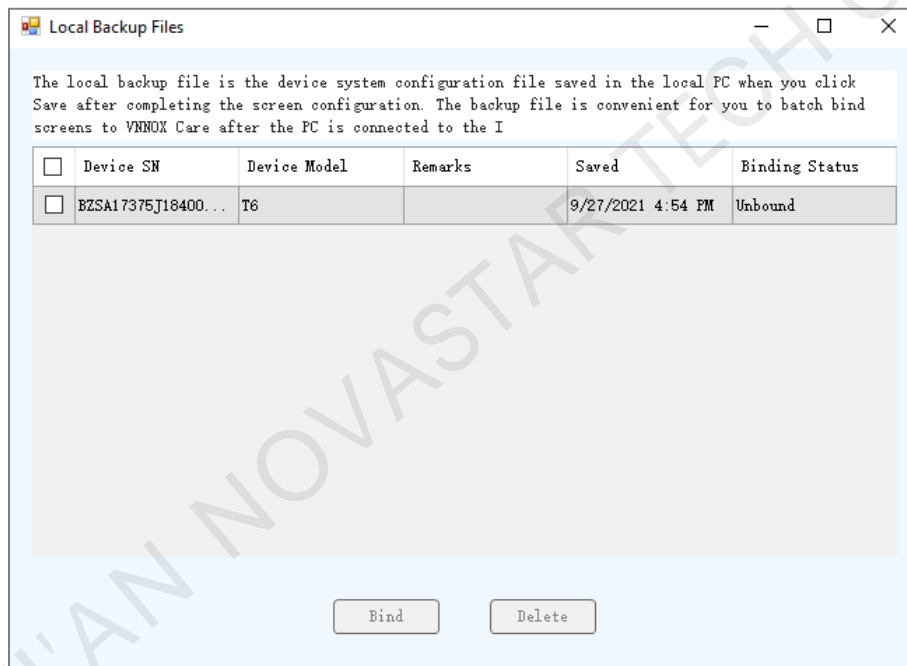 Local Backup Files
The local backup file is the device system configuration file saved in the local PC when you click
Save after completing the screen configuration. The backup file is convenient for you to batch bind
screens to VNNOX Care after the PC is connected to the I
Device SN Device Model Remarks Saved Binding Status
BZSA17375J18400... T6 9/27/2021 4:54 PM Unbound
Bind Delete
'AN NOVASTAR TECH